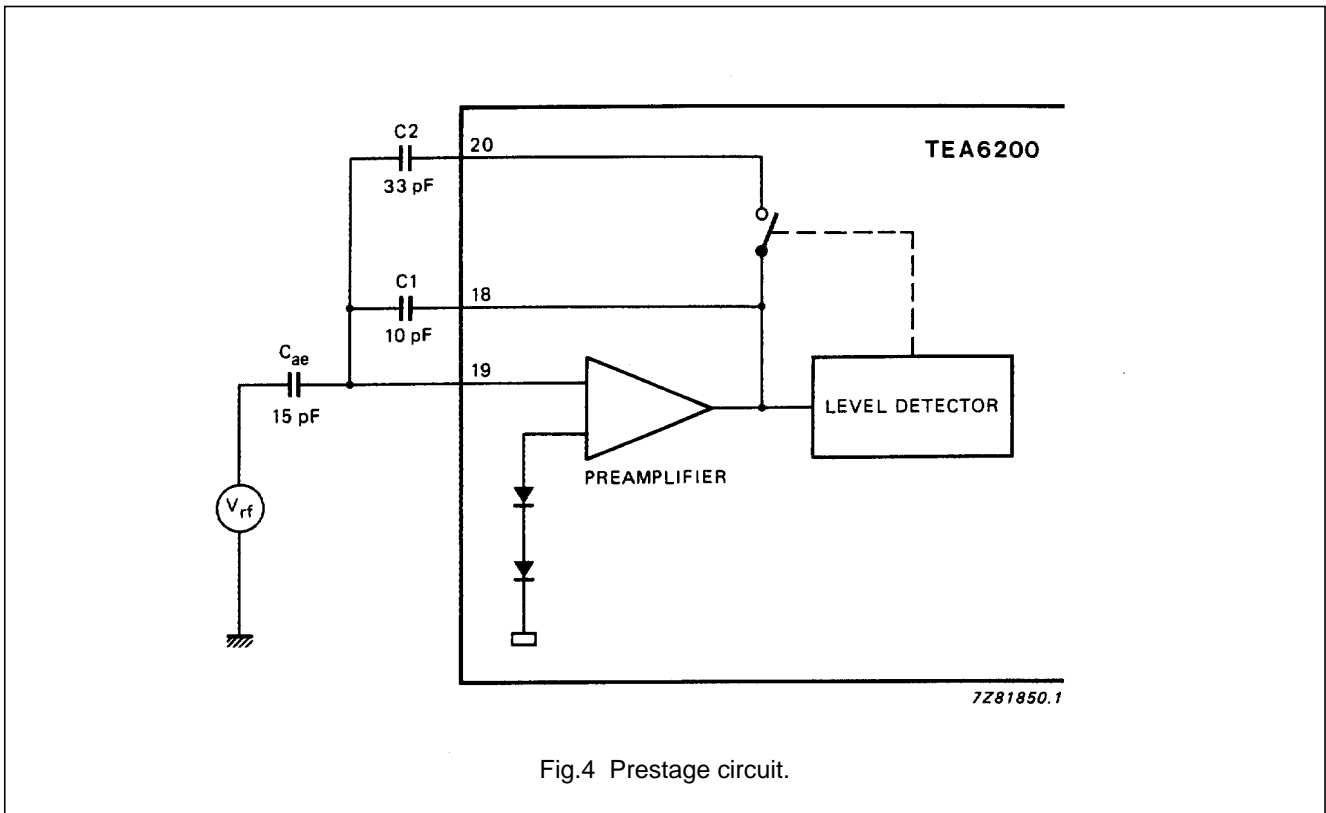 C2
20
TEA6200
33 pF
C1
18
10 pF
C_ae
19
15 pF
LEVEL DETECTOR
PREAMPLIFIER
V_rf
7Z81850.1
Fig.4 Prestage circuit.